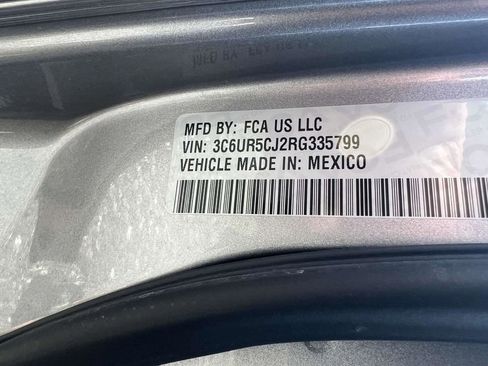 MFD BY: FCA US LLC
VIN: 3C6UR5CJ2RG335799
VEHICLE MADE IN: MEXICO